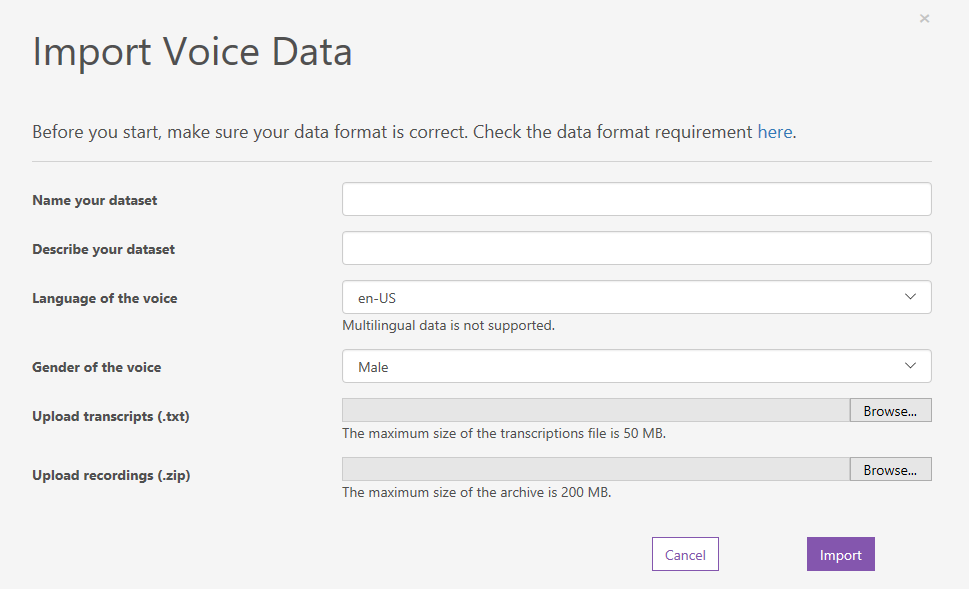 ×
Import Voice Data
Before you start, make sure your data format is correct. Check the data format requirement here.
Name your dataset
Describe your dataset
Language of the voice
en-US
Multilingual data is not supported.
Gender of the voice
Male
Upload transcripts (.txt)
Browse...
The maximum size of the transcriptions file is 50 MB.
Upload recordings (.zip)
Browse...
The maximum size of the archive is 200 MB.
Cancel Import